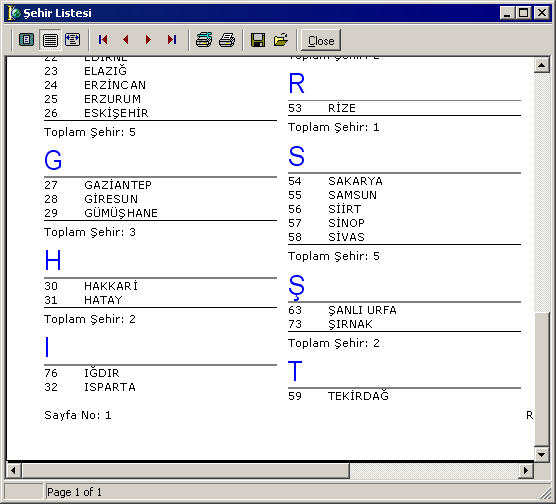 Şehir Listesi
Close
22 EDİRNE
23 ELAZIĞ
24 ERZİNCAN
25 ERZURUM
26 ESKİŞEHİR
Toplam Şehir: 5
G
27 GAZİANTEP
28 GİRESUN
29 GÜMÜŞHANE
Toplam Şehir: 3
H
30 HAKKARİ
31 HATAY
Toplam Şehir: 2
I
76 IĞDIR
32 ISPARTA
Sayfa No: 1
Toplam Şehir: 2
R
53 RİZE
Toplam Şehir: 1
S
54 SAKARYA
55 SAMSUN
56 SİİRT
57 SİNOP
58 SİVAS
Toplam Şehir: 5
Ş
63 ŞANLI URFA
73 ŞIRNAK
Toplam Şehir: 2
T
59 TEKİRDAĞ
R
Page 1 of 1